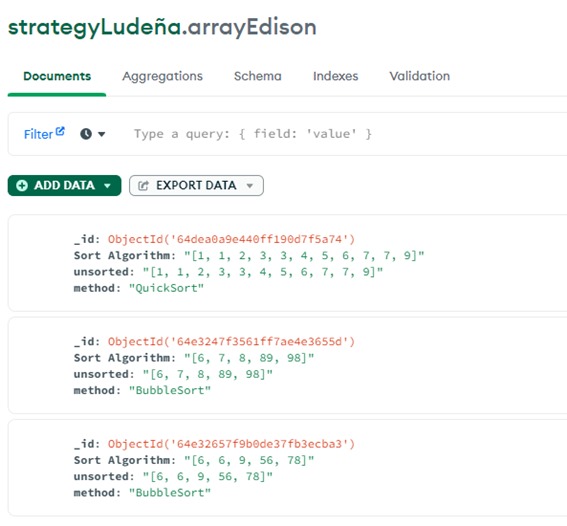 strategyLudeña.arrayEdison
Documents Aggregations Schema Indexes Validation
Filter Type a query: { field: 'value' }
ADD DATA EXPORT DATA
_id: ObjectId('64dea0a9e440ff190d7f5a74')
Sort Algorithm: "[1, 1, 2, 3, 3, 4, 5, 6, 7, 7, 9]"
unsorted: "[1, 1, 2, 3, 3, 4, 5, 6, 7, 7, 9]"
method: "QuickSort"
_id: ObjectId('64e3247f3561ff7ae4e3655d')
Sort Algorithm: "[6, 7, 8, 89, 98]"
unsorted: "[6, 7, 8, 89, 98]"
method: "BubbleSort"
_id: ObjectId('64e32657f9b0de37fb3ecba3')
Sort Algorithm: "[6, 6, 9, 56, 78]"
unsorted: "[6, 6, 9, 56, 78]"
method: "BubbleSort"